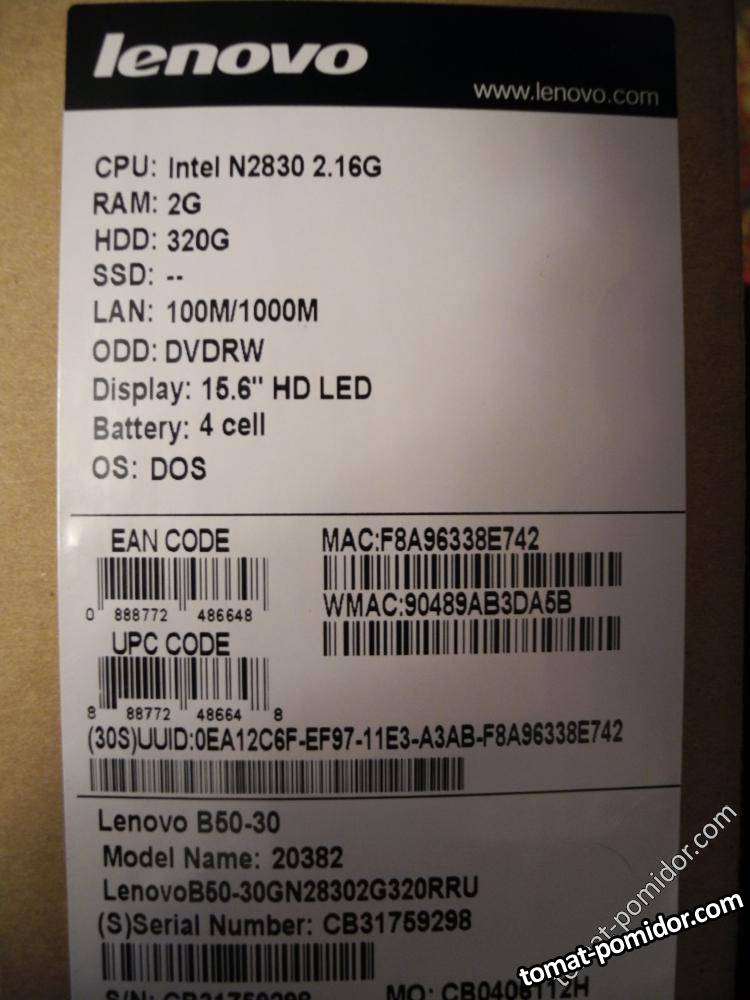 lenovo
www.lenovo.com
CPU: Intel N2830 2.16G
RAM: 2G
HDD: 320G
SSD: --
LAN: 100M/1000M
ODD: DVDRW
Display: 15.6" HD LED
Battery: 4 cell
OS: DOS
EAN CODE
MAC:F8A96338E742
0 888772 486648
WMAC:90489AB3DA5B
UPC CODE
8 88772 48664 8
(30S)UUID:0EA12C6F-EF97-11E3-A3AB-F8A96338E742
Lenovo B50-30
Model Name: 20382
LenovoB50-30GN28302G320RRU
(S)Serial Number: CB31759298
S/N: CB31759298 MO: CB0406112H
tomat-pomidor.com
tomat-pomidor.com